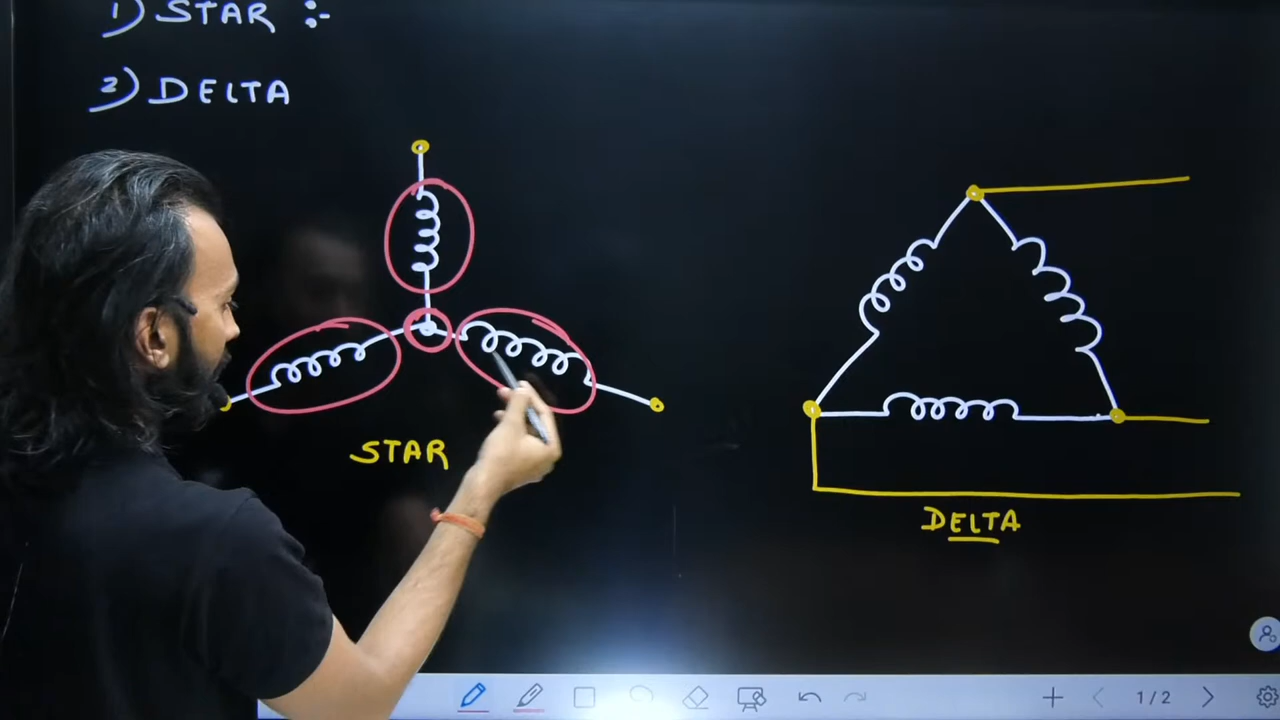 1) STAR :-
2) DELTA
STAR
DELTA
1/2